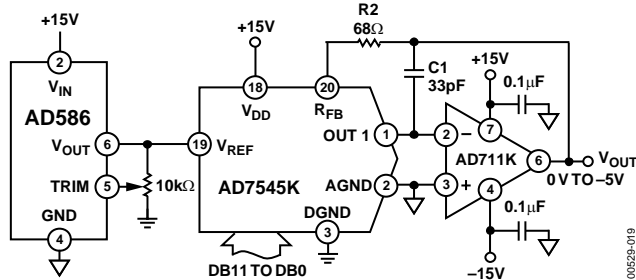 R2
68Ω
+15V
+15V
+15V
C1
33pF
0.1µF
2
VIN
18
VDD
20
RFB
AD586
VOUT 6
19 VREF
OUT 1 1
2 –
7
AD711K
6
VOUT
0 V TO –5V
TRIM 5
10kΩ
AD7545K
AGND 2
3 +
4
GND
4
DGND
3
0.1µF
DB11 TO DB0
–15V
00529-019